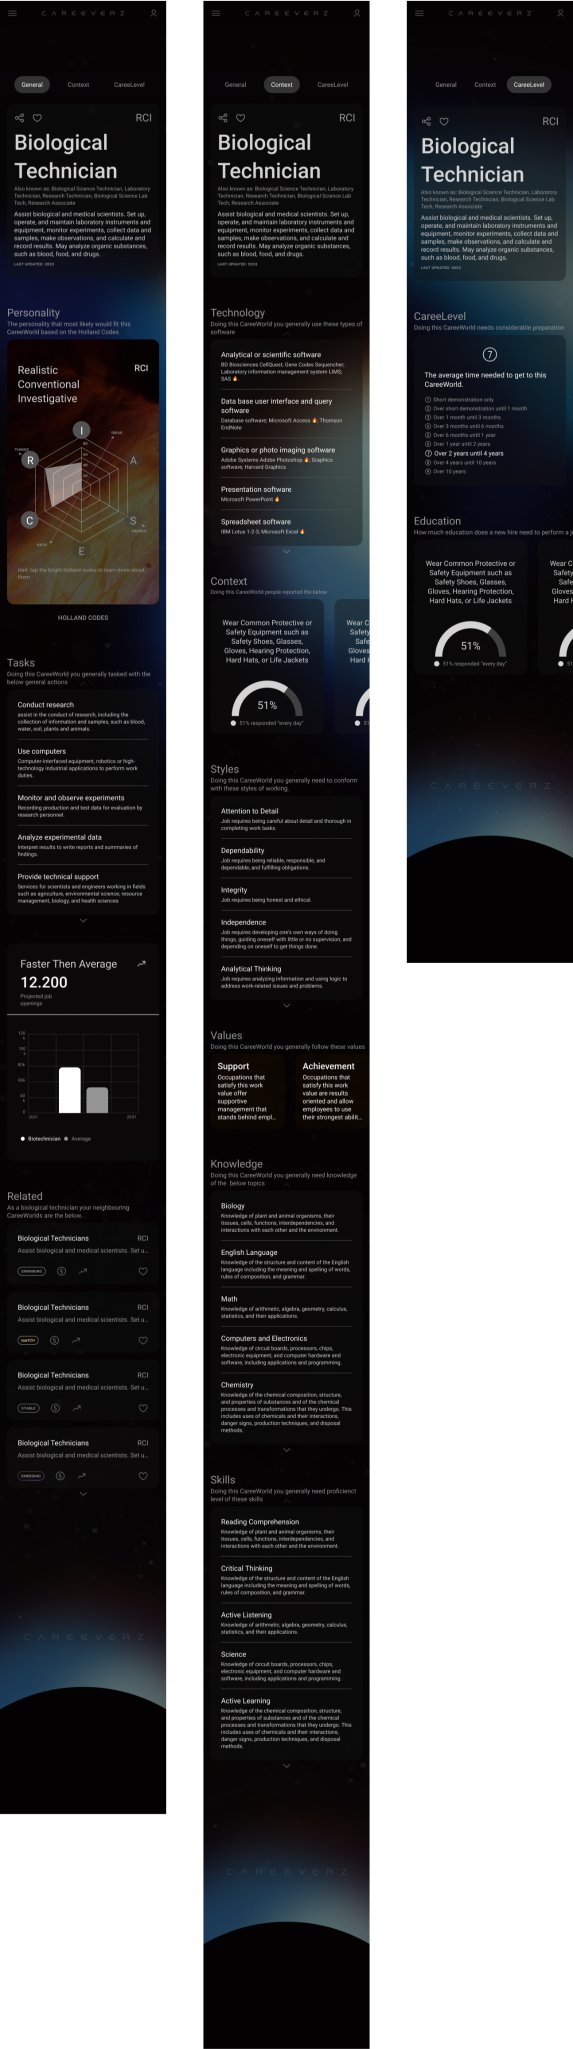 CAREEVERZ
General Context CareeLevel
RCI
Biological
Technician
Also known as: Biological Science Technician, Laboratory
Technician, Research Technician, Biological Science Lab
Tech, Research Associate
Assist biological and medical scientists. Set up,
operate, and maintain laboratory instruments and
equipment, monitor experiments, collect data and
samples, make observations, and calculate and
record results. May analyze organic substances,
such as blood, food, and drugs.
LAST UPDATED: 2023
Personality
The personality that most likely would fit this
CareeWorld based on the Holland Codes
Realistic
Conventional
Investigative
RCI
I
IDEAS
THINGS
R
A
C
S
PEOPLE
DATA
E
Hint: tap the bright holland codes to learn more about
them
HOLLAND CODES
Tasks
Doing this CareeWorld you generally tasked with the
below general actions
Conduct research
assist in the conduct of research, including the
collection of information and samples, such as blood,
water, soil, plants and animals.
Use computers
Computer-interfaced equipment, robotics or high-
technology industrial applications to perform work
duties.
Monitor and observe experiments
Recording production and test data for evaluation by
research personnel.
Analyze experimental data
Interpret results to write reports and summaries of
findings.
Provide technical support
Services for scientists and engineers working in fields
such as agriculture, environmental science, resource
management, biology, and health sciences
Faster Then Average
12.200
Projected job
openings
2021 2031
Biotechnician Average
Related
As a biological technician your neighbouring
CareeWorlds are the below.
Biological Technicians RCI
Assist biological and medical scientists. Set u...
5
Biological Technicians RCI
Assist biological and medical scientists. Set u...
SWITCH 5
Biological Technicians RCI
Assist biological and medical scientists. Set u...
STABLE 5
Biological Technicians RCI
Assist biological and medical scientists. Set u...
EMERGING 5
CAREEVERZ
CAREEVERZ
General Context CareeLevel
RCI
Biological
Technician
Also known as: Biological Science Technician, Laboratory
Technician, Research Technician, Biological Science Lab
Tech, Research Associate
Assist biological and medical scientists. Set up,
operate, and maintain laboratory instruments and
equipment, monitor experiments, collect data and
samples, make observations, and calculate and
record results. May analyze organic substances,
such as blood, food, and drugs.
LAST UPDATED: 2023
Technology
Doing this CareeWorld you generally use these types of
software
Analytical or scientific software
BD Biosciences CellQuest; Gene Codes Sequencher;
Laboratory information management system LIMS;
SAS 🔥
Data base user interface and query
software
Database software; Microsoft Access 🔥; Thomson
EndNote
Graphics or photo imaging software
Adobe Systems Adobe Photoshop 🔥; Graphics
software; Harvard Graphics
Presentation software
Microsoft PowerPoint 🔥
Spreadsheet software
IBM Lotus 1-2-3; Microsoft Excel 🔥
Context
Doing this CareeWorld people reported the below
Wear Common Protective or
Safety Equipment such as
Safety Shoes, Glasses,
Gloves, Hearing Protection,
Hard Hats, or Life Jackets
51%
51% responded "every day"
Wear C
Safety
Safe
Gloves
Hard H
51
Styles
Doing this CareeWorld you generally need to conform
with these styles of working.
Attention to Detail
Job requires being careful about detail and thorough in
completing work tasks.
Dependability
Job requires being reliable, responsible, and
dependable, and fulfilling obligations.
Integrity
Job requires being honest and ethical.
Independence
Job requires developing one's own ways of doing
things, guiding oneself with little or no supervision, and
depending on oneself to get things done.
Analytical Thinking
Job requires analyzing information and using logic to
address work-related issues and problems.
Values
Doing this CareeWorld you generally follow these values
Support
Occupations that
satisfy this work
value offer
supportive
management that
stands behind empl...
Achievement
Occupations that
satisfy this work
value are results
oriented and allow
employees to use
their strongest abilit...
Knowledge
Doing this CareeWorld you generally need knowledge
of the below topics
Biology
Knowledge of plant and animal organisms, their
tissues, cells, functions, interdependencies, and
interactions with each other and the environment.
English Language
Knowledge of the structure and content of the English
language including the meaning and spelling of words,
rules of composition, and grammar.
Math
Knowledge of arithmetic, algebra, geometry, calculus,
statistics, and their applications.
Computers and Electronics
Knowledge of circuit boards, processors, chips,
electronic equipment, and computer hardware and
software, including applications and programming.
Chemistry
Knowledge of the chemical composition, structure,
and properties of substances and of the chemical
processes and transformations that they undergo. This
includes uses of chemicals and their interactions,
danger signs, production techniques, and disposal
methods.
Skills
Doing this CareeWorld you generally need proficienct
level of these skills
Reading Comprehension
Knowledge of plant and animal organisms, their
tissues, cells, functions, interdependencies, and
interactions with each other and the environment.
Critical Thinking
Knowledge of the structure and content of the English
language including the meaning and spelling of words,
rules of composition, and grammar.
Active Listening
Knowledge of arithmetic, algebra, geometry, calculus,
statistics, and their applications.
Science
Knowledge of circuit boards, processors, chips,
electronic equipment, and computer hardware and
software, including applications and programming.
Active Learning
Knowledge of the chemical composition, structure,
and properties of substances and of the chemical
processes and transformations that they undergo. This
includes uses of chemicals and their interactions,
danger signs, production techniques, and disposal
methods.
CAREEVERZ
CAREEVERZ
General Context CareeLevel
RCI
Biological
Technician
Also known as: Biological Science Technician, Laboratory
Technician, Research Technician, Biological Science Lab
Tech, Research Associate
Assist biological and medical scientists. Set up,
operate, and maintain laboratory instruments and
equipment, monitor experiments, collect data and
samples, make observations, and calculate and
record results. May analyze organic substances,
such as blood, food, and drugs.
LAST UPDATED: 2023
CareeLevel
Doing this CareeWorld needs considerable preparation
7
The average time needed to get to this
CareeWorld.
1 Short demonstration only
2 Over short demonstration until 1 month
3 Over 1 month until 3 months
4 Over 3 months until 6 months
5 Over 6 months until 1 year
6 Over 1 year until 2 years
7 Over 2 years until 4 years
8 Over 4 years until 10 years
9 Over 10 years
Education
How much education does a new hire need to perform a j
Wear Common Protective or
Safety Equipment such as
Safety Shoes, Glasses,
Gloves, Hearing Protection,
Hard Hats, or Life Jackets
51%
51% responded "every day"
Wear C
Safety
Safe
Gloves
Hard H
51
CAREEVERZ